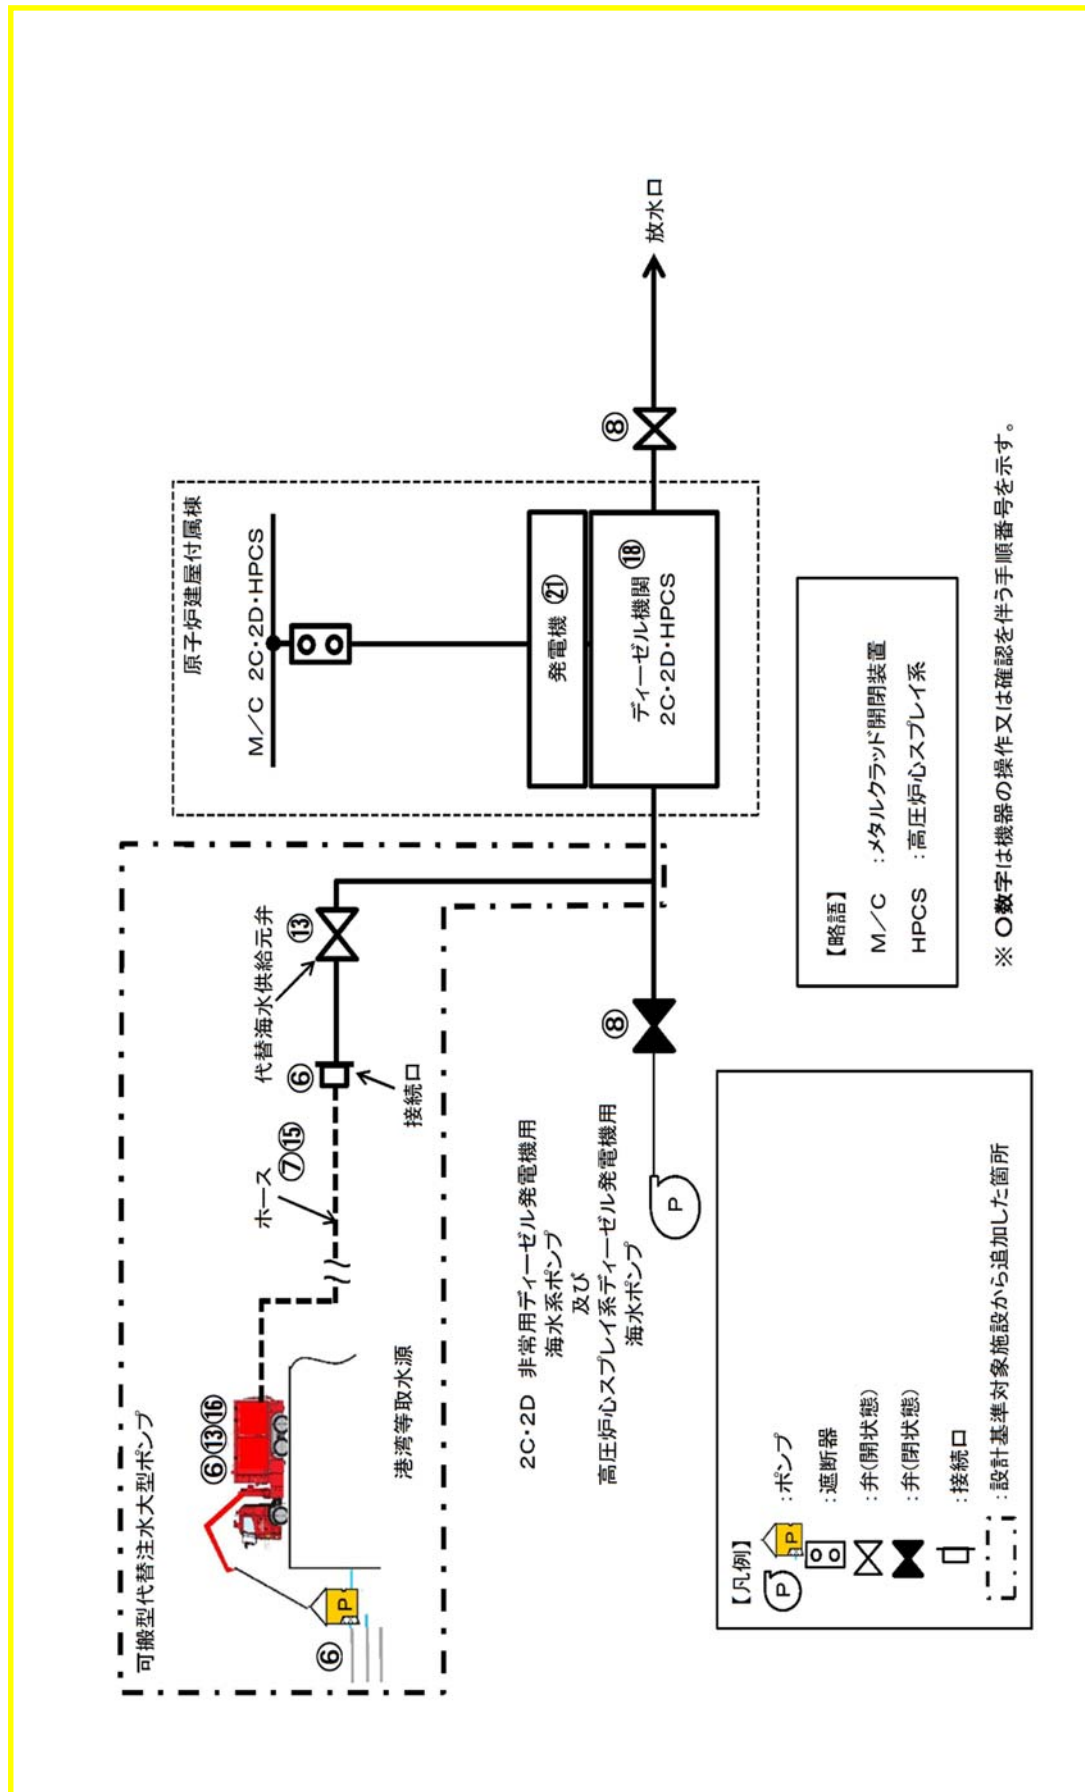 可搬型代替注水大型ポンプ
⑥⑬⑯
⑥
P
港湾等取水源
ホース
⑦⑮
⑥
接続口
代替海水供給元弁
⑬
原子炉建屋付属棟
M/C 2C・2D・HPCS
発電機 ㉑
ディーゼル機関 ⑱
2C・2D・HPCS
⑧
放水口
⑧
2C・2D 非常用ディーゼル発電機用
海水系ポンプ
及び
高圧炉心スプレイ系ディーゼル発電機用
海水ポンプ
P
【凡例】
P P :ポンプ
:遮断器
:弁(開状態)
:弁(閉状態)
:接続口
:設計基準対象施設から追加した箇所
【略語】
M/C :メタルクラッド開閉装置
HPCS :高圧炉心スプレイ系
※ ○数字は機器の操作又は確認を伴う手順番号を示す。